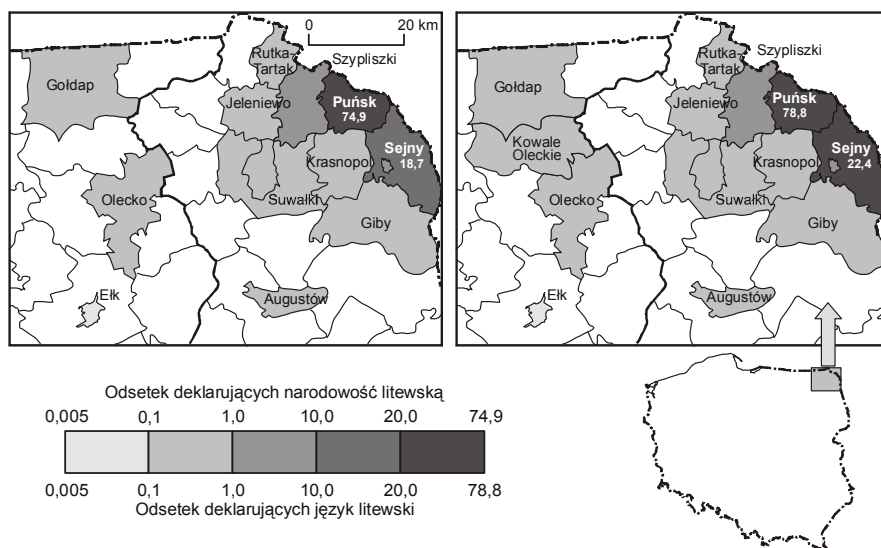 0 20 km
Szypliszki
Rutka-
Tartak
Gołdap
Jeleniewo
Puńsk
74,9
Sejny
18,7
Krasnopol
Olecko
Suwałki
Giby
Ełk
Augustów
Szypliszki
Rutka-
Tartak
Gołdap
Jeleniewo
Puńsk
78,8
Kowale
Oleckie
Sejny
22,4
Krasnopol
Olecko
Suwałki
Giby
Ełk
Augustów
Odsetek deklarujących narodowość litewską
0,005 0,1 1,0 10,0 20,0 74,9
0,005 0,1 1,0 10,0 20,0 78,8
Odsetek deklarujących język litewski